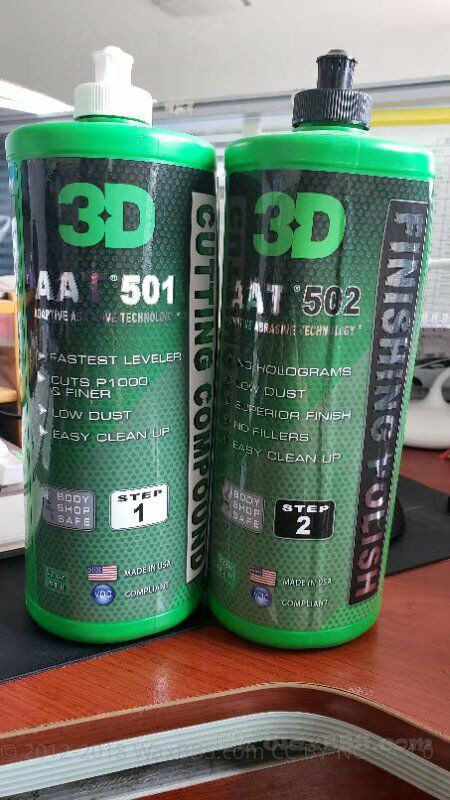 3D
AAT® 501
ADAPTIVE ABRASIVE TECHNOLOGY
FASTEST LEVELER
CUTS P1000
& FINER
LOW DUST
EASY CLEAN UP
BODY
SHOP
SAFE
STEP
1
MADE IN USA
VOC
COMPLIANT
CUTTING COMPOUND
3D
AAT® 502
ABRASIVE TECHNOLOGY
NO HOLOGRAMS
LOW DUST
SUPERIOR FINISH
NO FILLERS
EASY CLEAN UP
BODY
SHOP
SAFE
STEP
2
MADE IN USA
VOC
COMPLIANT
FINISHING POLISH